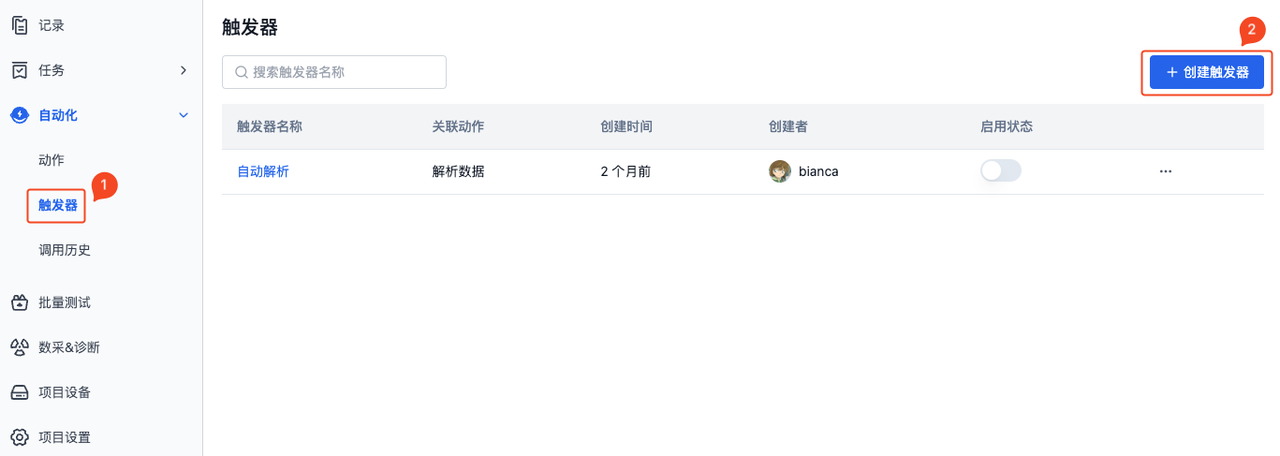 记录
任务
自动化
动作
触发器
1
调用历史
批量测试
数采&诊断
项目设备
项目设置
触发器
搜索触发器名称
2
+ 创建触发器
触发器名称 关联动作 创建时间 创建者 启用状态
自动解析 解析数据 2 个月前 bianca ...